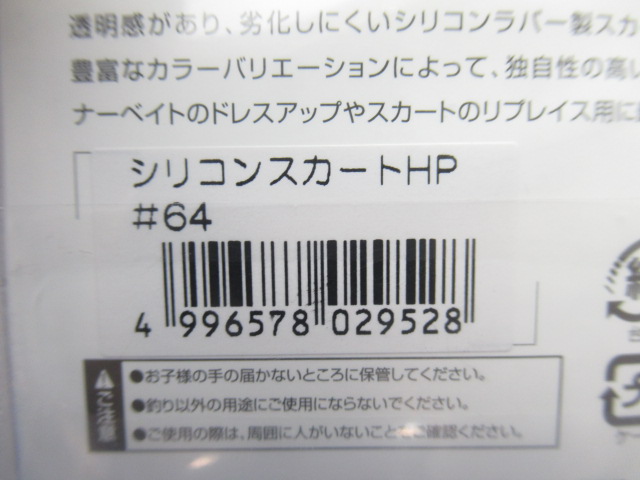 透明感があり、劣化しにくいシリコンラバー製スカ
豊富なカラーバリエーションによって、独自性の高い
ナーベイトのドレスアップやスカートのリプレイス用に
シリコンスカートHP
#64
4 996578 029528
紙
⚠ご注意
●お子様の手の届かないところに保管してください。
●釣り以外の用途にご使用にならないでください。
●ご使用の際は、周囲に人がいないことをご確認ください。